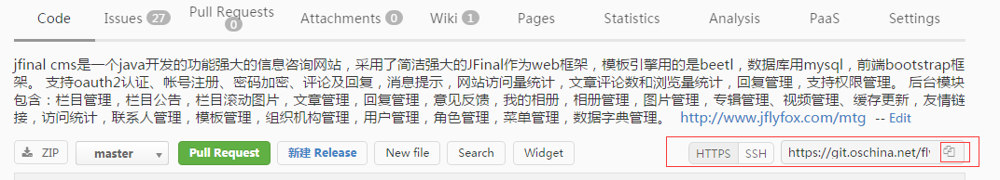 Code Issues 27 Pull Requests 0 Attachments 0 Wiki 1 Pages Statistics Analysis PaaS Settings
jfinal cms是一个java开发的功能强大的信息咨询网站，采用了简洁强大的JFinal作为web框架，模板引擎用的是beetl，数据库用mysql，前端bootstrap框
架。 支持oauth2认证、帐号注册、密码加密、评论及回复，消息提示，网站访问量统计，文章评论数和浏览量统计，回复管理，支持权限管理。 后台模块
包含：栏目管理，栏目公告，栏目滚动图片，文章管理，回复管理，意见反馈，我的相册，相册管理，图片管理，专辑管理、视频管理、缓存更新，友情链
接，访问统计，联系人管理，模板管理，组织机构管理，用户管理，角色管理，菜单管理，数据字典管理。 http://www.jflyfox.com/mtg -- Edit
ZIP master Pull Request 新建 Release New file Search Widget HTTPS SSH https://git.oschina.net/fly